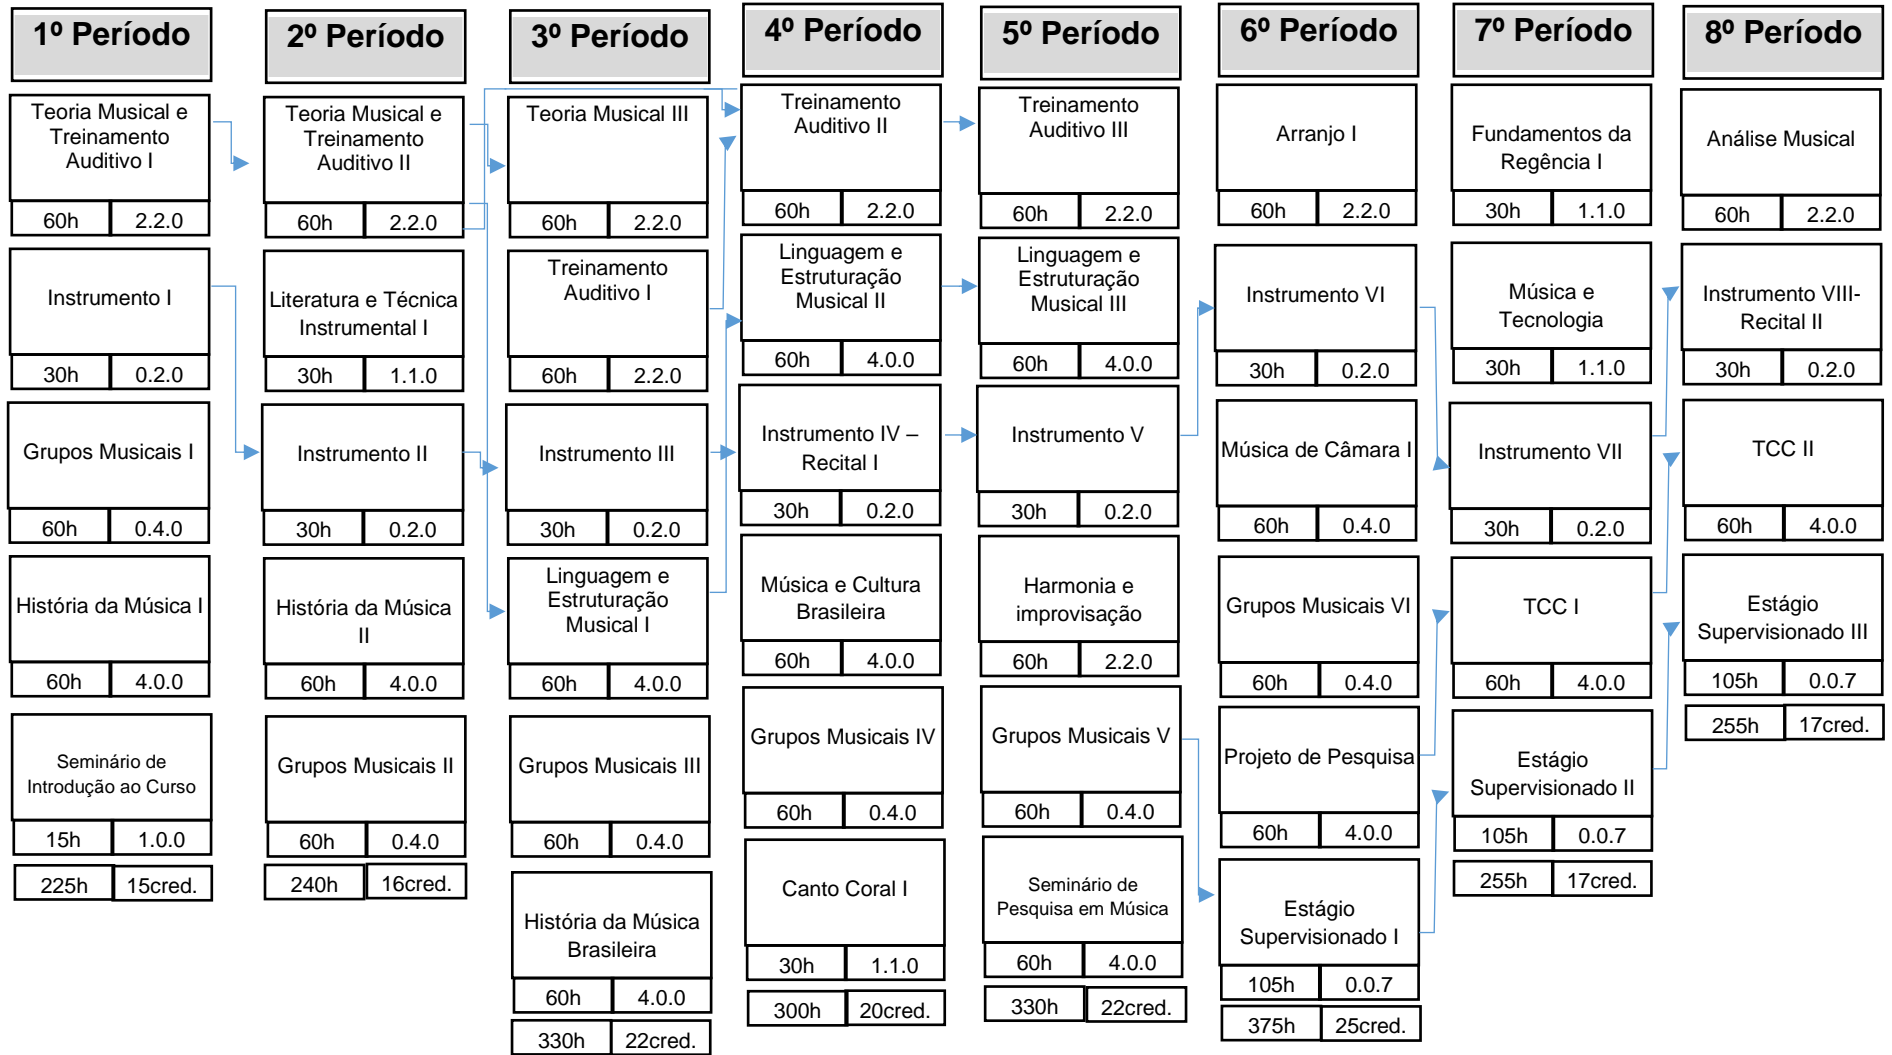 1º Período
Teoria Musical e
Treinamento
Auditivo I
60h 2.2.0
Instrumento I
30h 0.2.0
Grupos Musicais I
60h 0.4.0
História da Música I
60h 4.0.0
Seminário de
Introdução ao Curso
15h 1.0.0
225h 15cred.
2º Período
Teoria Musical e
Treinamento
Auditivo II
60h 2.2.0
Literatura e Técnica
Instrumental I
30h 1.1.0
Instrumento II
30h 0.2.0
História da Música
II
60h 4.0.0
Grupos Musicais II
60h 0.4.0
240h 16cred.
3º Período
Teoria Musical III
60h 2.2.0
Treinamento
Auditivo I
60h 2.2.0
Instrumento III
30h 0.2.0
Linguagem e
Estruturação
Musical I
60h 4.0.0
Grupos Musicais III
60h 0.4.0
História da Música
Brasileira
60h 4.0.0
330h 22cred.
4º Período
Treinamento
Auditivo II
60h 2.2.0
Linguagem e
Estruturação
Musical II
60h 4.0.0
Instrumento IV –
Recital I
30h 0.2.0
Música e Cultura
Brasileira
60h 4.0.0
Grupos Musicais IV
60h 0.4.0
Canto Coral I
30h 1.1.0
300h 20cred.
5º Período
Treinamento
Auditivo III
60h 2.2.0
Linguagem e
Estruturação
Musical III
60h 4.0.0
Instrumento V
30h 0.2.0
Harmonia e
improvisação
60h 2.2.0
Grupos Musicais V
60h 0.4.0
Seminário de
Pesquisa em Música
60h 4.0.0
330h 22cred.
6º Período
Arranjo I
60h 2.2.0
Instrumento VI
30h 0.2.0
Música de Câmara I
60h 0.4.0
Grupos Musicais VI
60h 0.4.0
Projeto de Pesquisa
60h 4.0.0
Estágio
Supervisionado I
105h 0.0.7
375h 25cred.
7º Período
Fundamentos da
Regência I
30h 1.1.0
Música e
Tecnologia
30h 1.1.0
Instrumento VII
30h 0.2.0
TCC I
60h 4.0.0
Estágio
Supervisionado II
105h 0.0.7
255h 17cred.
8º Período
Análise Musical
60h 2.2.0
Instrumento VIII-
Recital II
30h 0.2.0
TCC II
60h 4.0.0
Estágio
Supervisionado III
105h 0.0.7
255h 17cred.